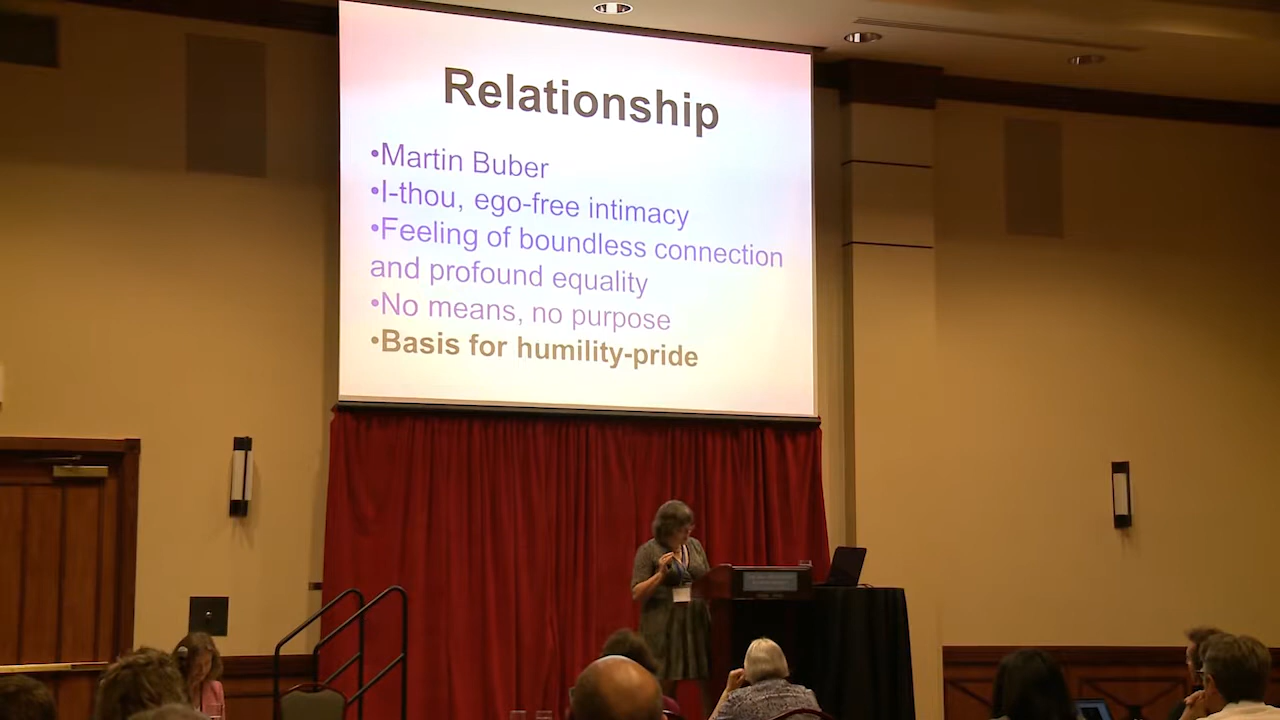 Relationship
•Martin Buber
•I-thou, ego-free intimacy
•Feeling of boundless connection
and profound equality
•No means, no purpose
•Basis for humility-pride